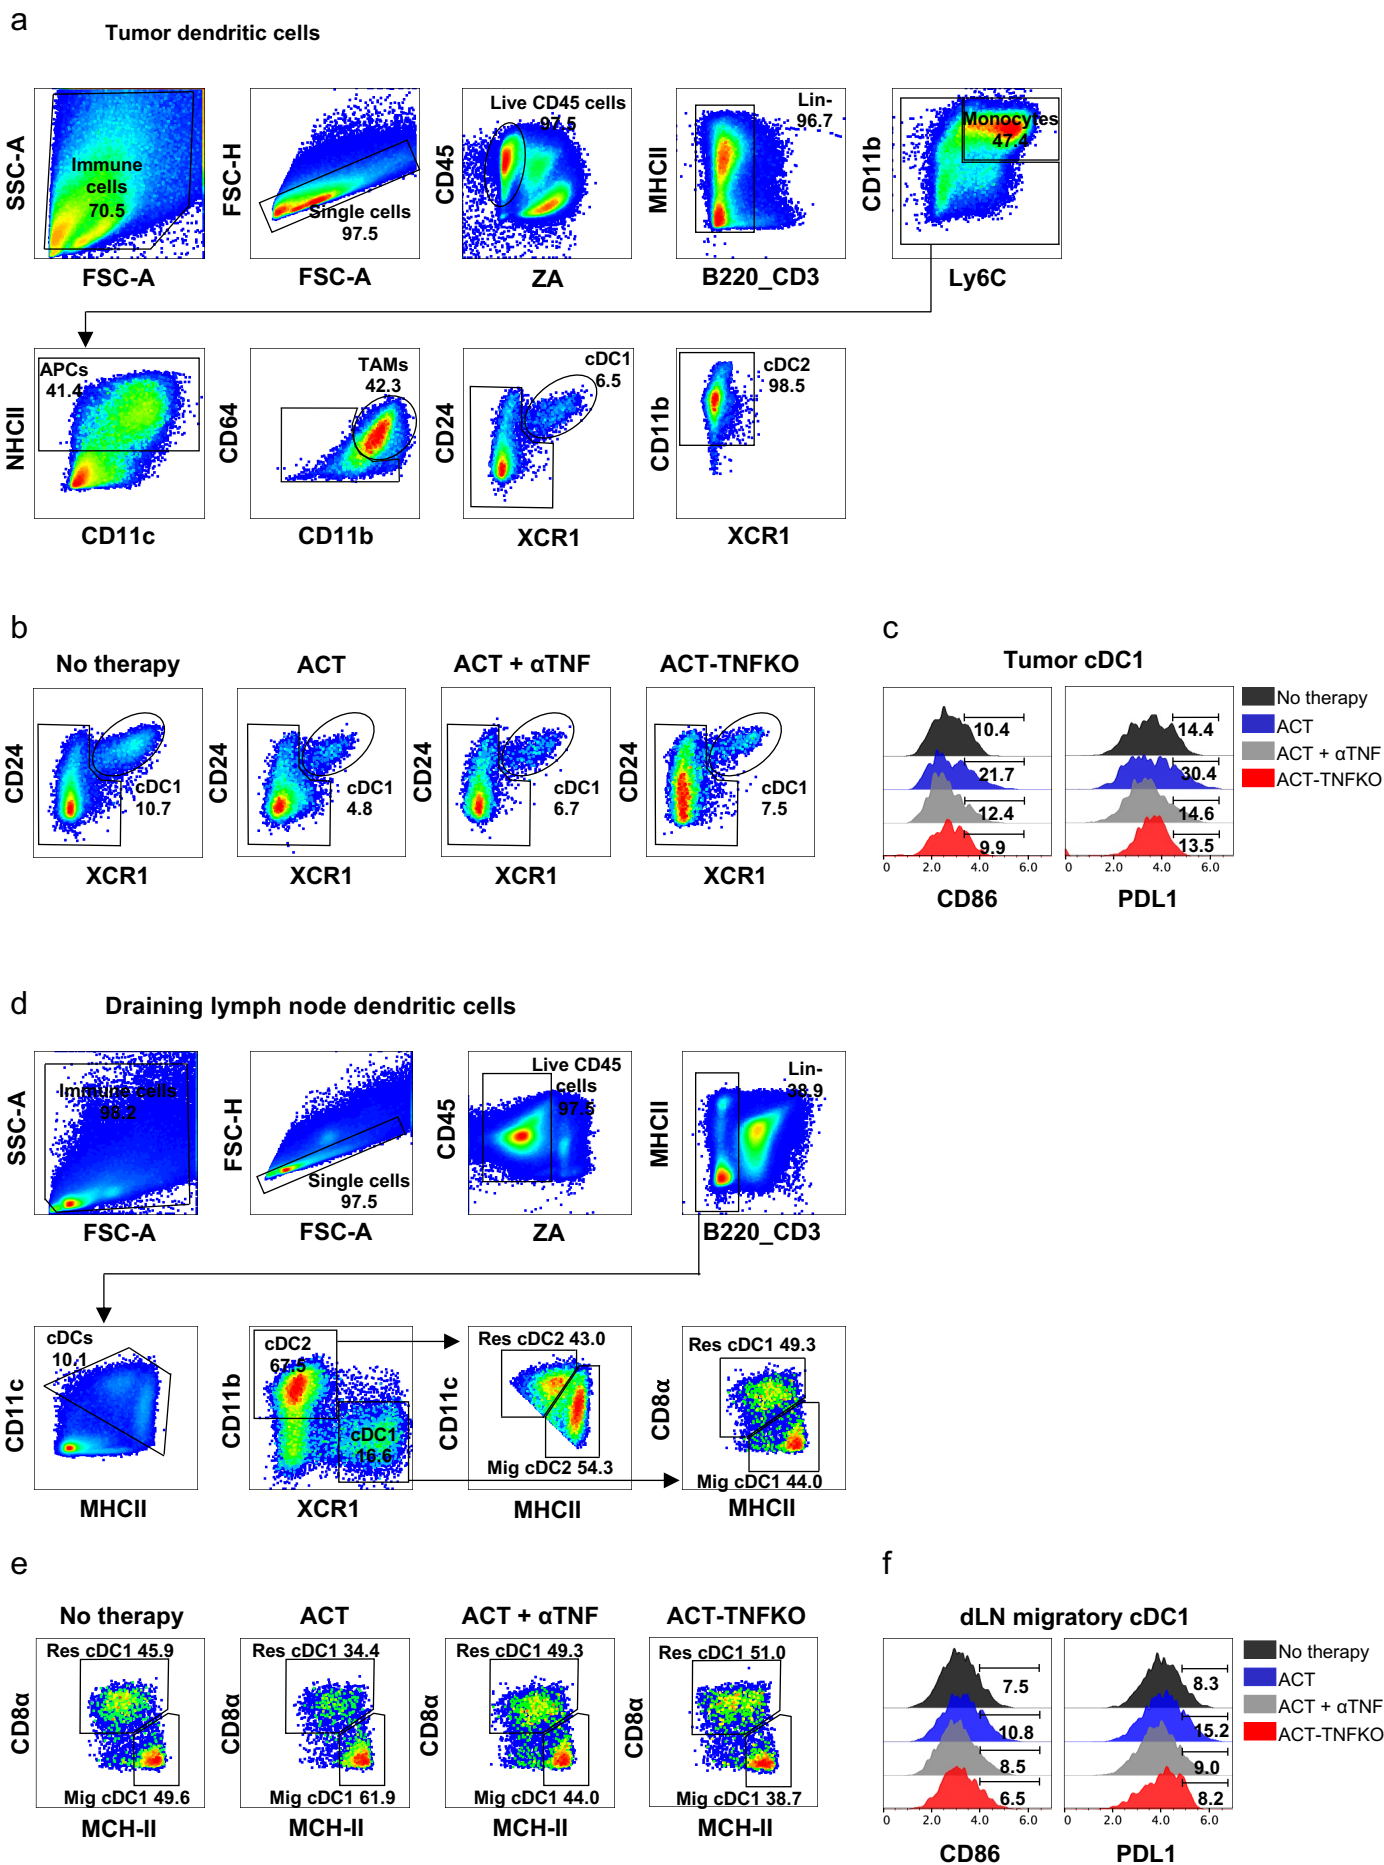 a
Tumor dendritic cells
SSC-A
Immune
cells
70.5
FSC-A
FSC-H
Single cells
97.5
FSC-A
CD45
Live CD45 cells
97.5
ZA
MHCII
Lin-
96.7
B220_CD3
CD11b
Monocytes
47.4
Ly6C
NHCII
APCs
41.4
CD11c
CD64
TAMs
42.3
CD11b
CD24
cDC1
6.5
XCR1
CD11b
cDC2
98.5
XCR1
b
No therapy
CD24
cDC1
10.7
XCR1
ACT
CD24
cDC1
4.8
XCR1
ACT + αTNF
CD24
cDC1
6.7
XCR1
ACT-TNFKO
CD24
cDC1
7.5
XCR1
c
Tumor cDC1
10.4
21.7
12.4
9.9
0 2.0 4.0 6.0
CD86
14.4
30.4
14.6
13.5
0 2.0 4.0 6.0
PDL1
No therapy
ACT
ACT + αTNF
ACT-TNFKO
d
Draining lymph node dendritic cells
SSC-A
Immune cells
98.2
FSC-A
FSC-H
Single cells
97.5
FSC-A
CD45
Live CD45
cells
97.5
ZA
MHCII
Lin-
38.9
B220_CD3
CD11c
cDCs
10.1
MHCII
CD11b
cDC2
67.5
cDC1
16.6
XCR1
CD11c
Res cDC2 43.0
Mig cDC2 54.3
MHCII
CD8α
Res cDC1 49.3
Mig cDC1 44.0
MHCII
e
No therapy
CD8α
Res cDC1 45.9
Mig cDC1 49.6
MCH-II
ACT
CD8α
Res cDC1 34.4
Mig cDC1 61.9
MCH-II
ACT + αTNF
CD8α
Res cDC1 49.3
Mig cDC1 44.0
MCH-II
ACT-TNFKO
CD8α
Res cDC1 51.0
Mig cDC1 38.7
MCH-II
f
dLN migratory cDC1
7.5
10.8
8.5
6.5
0 2.0 4.0 6.0
CD86
8.3
15.2
9.0
8.2
0 2.0 4.0 6.0
PDL1
No therapy
ACT
ACT + αTNF
ACT-TNFKO